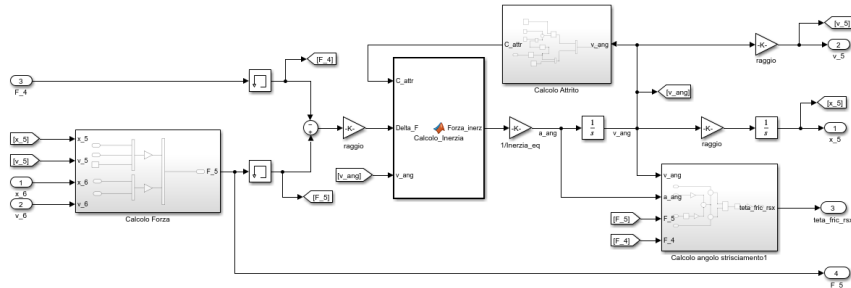 [v_5]
2
v_5
-K-
raggio
C_attr
v_ang
Calcolo Attrito
[F_4]
3
F_4
[v_ang]
[x_5]
C_attr
Delta_F
Forza_inerz
Calcolo_Inerzia
v_ang
-K-
raggio
-K-
1/Inerzia_eq
a_ang
1
s
v_ang
-K-
raggio
1
s
1
x_5
[x_5]
x_5
[v_5]
v_5
1
x_6
x_6
2
v_6
v_6
F_5
Calcolo Forza
[v_ang]
[F_5]
v_ang
a_ang
[F_5]
F_5
[F_4]
F_4
teta_fric_rsx
3
teta_fric_rsx
Calcolo angolo strisciamento1
4
F_5